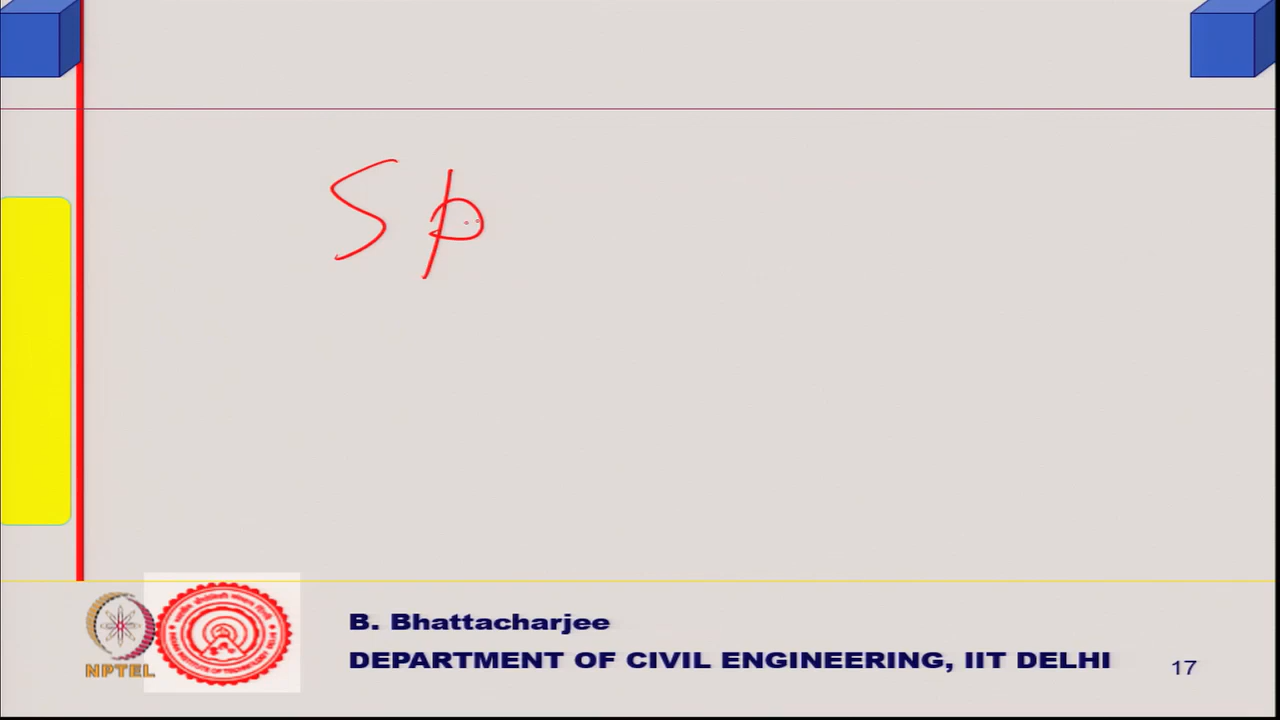 Sp
NPTEL
B. Bhattacharjee
DEPARTMENT OF CIVIL ENGINEERING, IIT DELHI
17